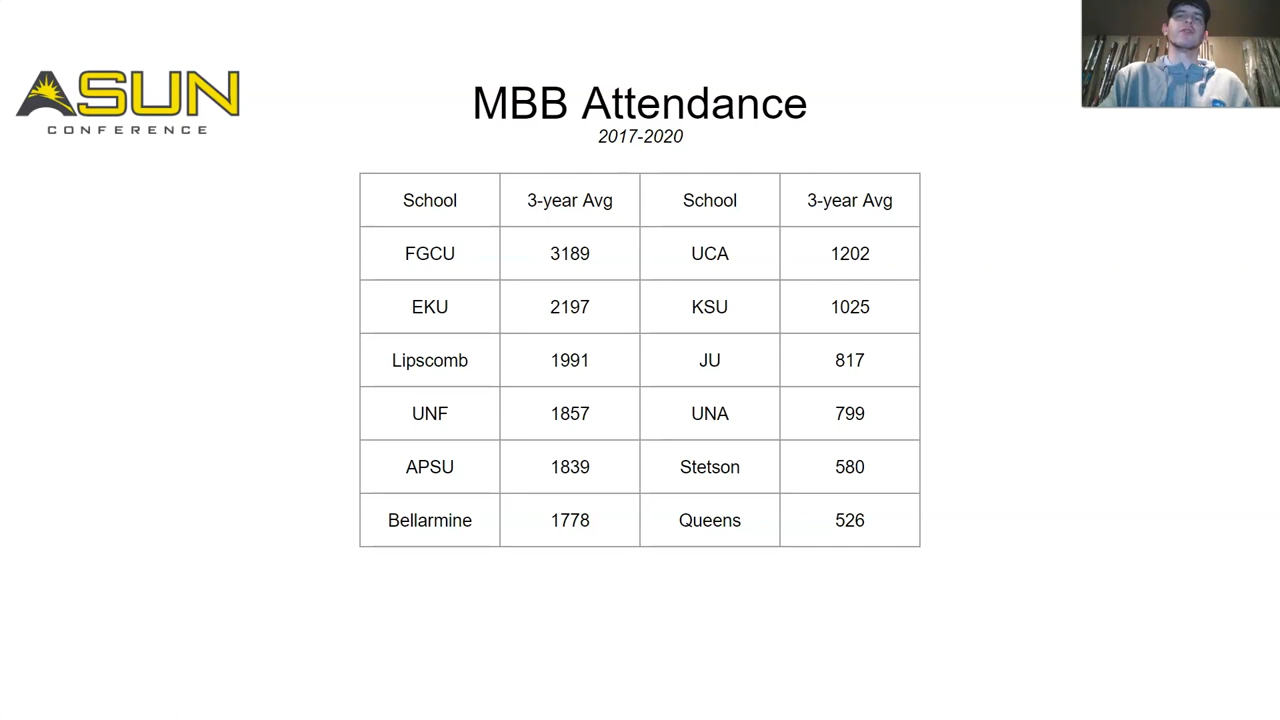 ASUN
CONFERENCE
MBB Attendance
2017-2020
School 3-year Avg School 3-year Avg
FGCU 3189 UCA 1202
EKU 2197 KSU 1025
Lipscomb 1991 JU 817
UNF 1857 UNA 799
APSU 1839 Stetson 580
Bellarmine 1778 Queens 526